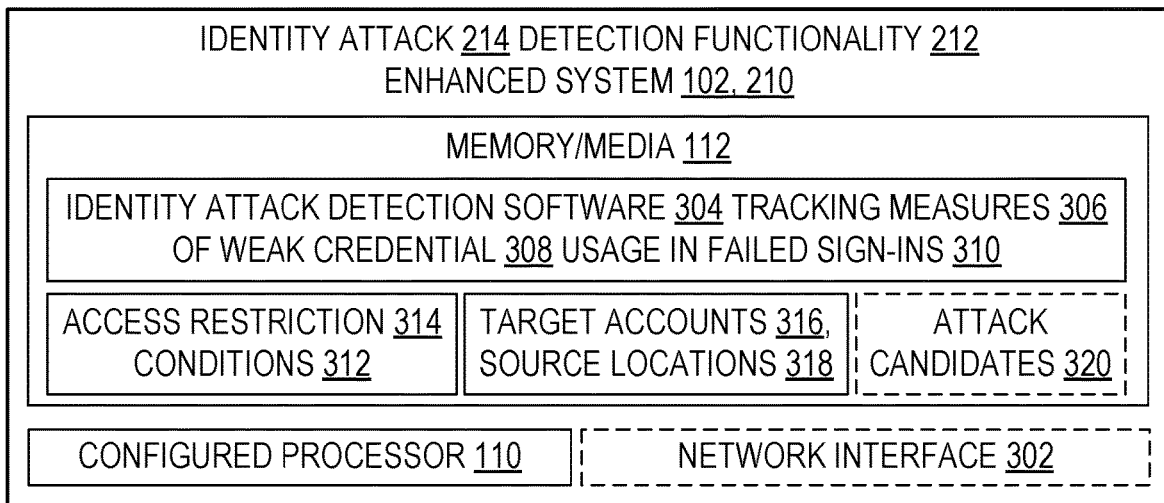 IDENTITY ATTACK 214 DETECTION FUNCTIONALITY 212
ENHANCED SYSTEM 102, 210
MEMORY/MEDIA 112
IDENTITY ATTACK DETECTION SOFTWARE 304 TRACKING MEASURES 306
OF WEAK CREDENTIAL 308 USAGE IN FAILED SIGN-INS 310
ACCESS RESTRICTION 314
CONDITIONS 312
TARGET ACCOUNTS 316,
SOURCE LOCATIONS 318
ATTACK
CANDIDATES 320
CONFIGURED PROCESSOR 110
NETWORK INTERFACE 302